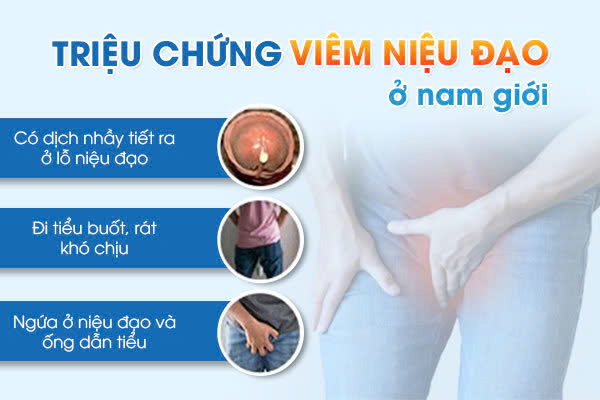 TRIỆU CHỨNG VIÊM NIỆU ĐẠO
ở nam giới
Có dịch nhầy tiết ra
ở lỗ niệu đạo
Đi tiểu buốt, rát
khó chịu
Ngứa ở niệu đạo và
ống dẫn tiểu